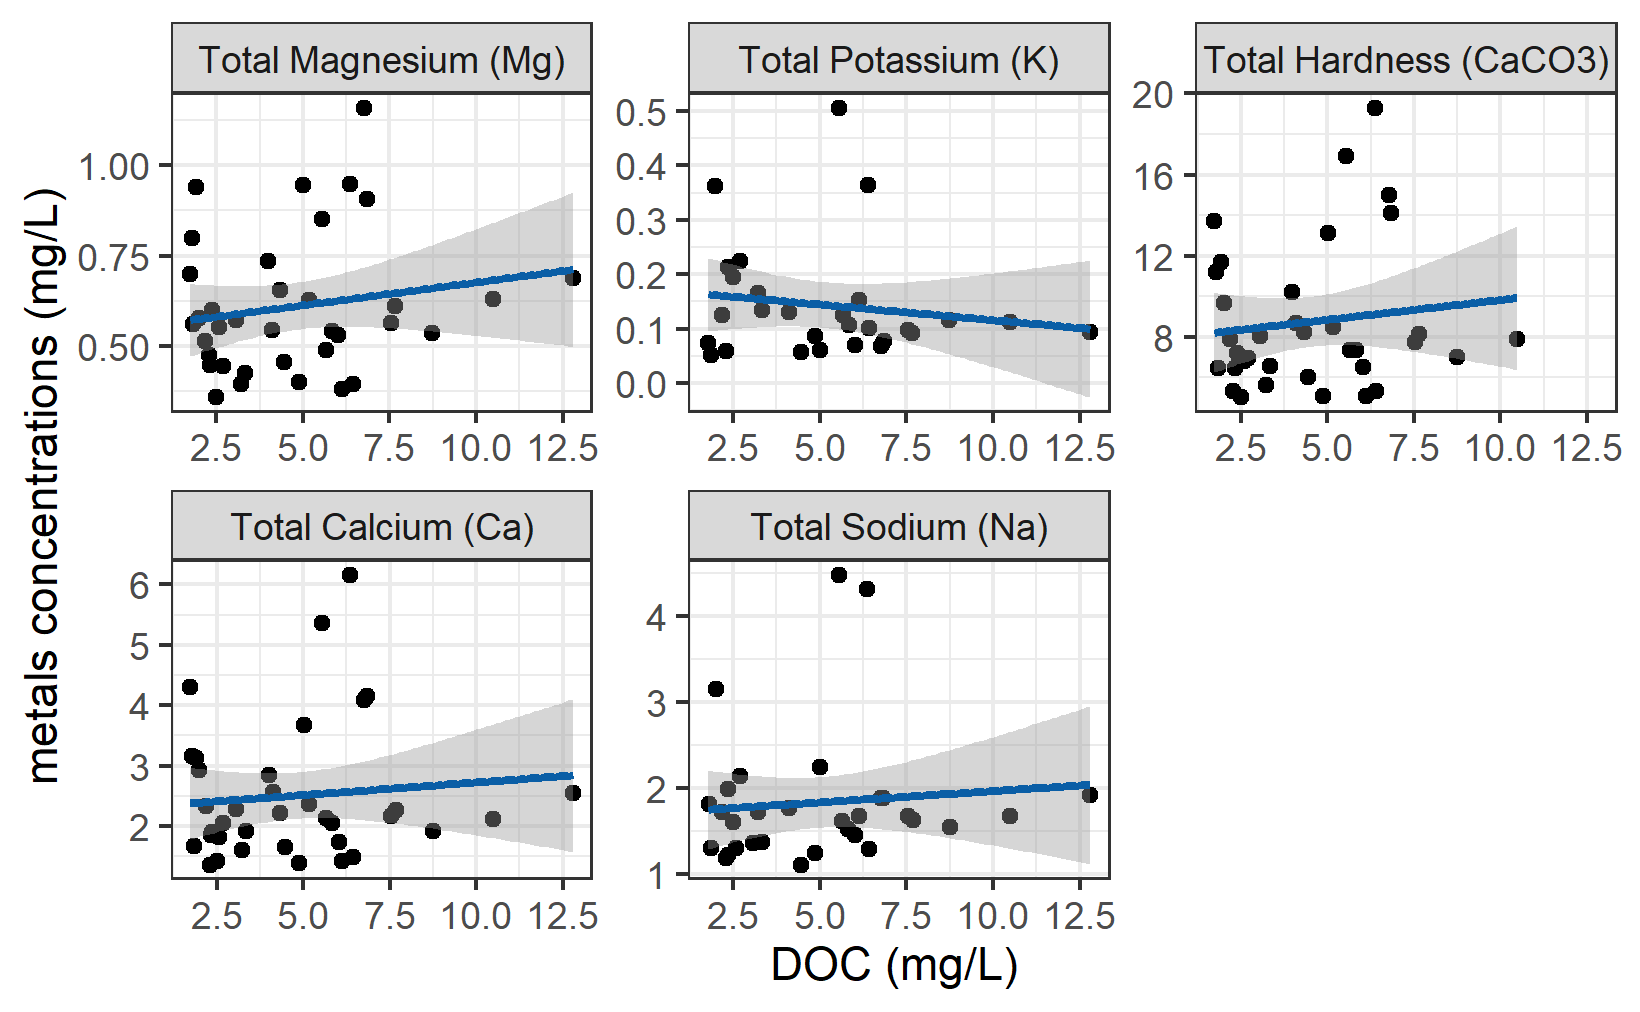 Total Magnesium (Mg)
Total Potassium (K)
Total Hardness (CaCO3)
1.00
0.75
0.50
2.5 5.0 7.5 10.0 12.5
0.5
0.4
0.3
0.2
0.1
0.0
2.5 5.0 7.5 10.0 12.5
20
16
12
8
2.5 5.0 7.5 10.0 12.5
metals concentrations (mg/L)
Total Calcium (Ca)
Total Sodium (Na)
6
5
4
3
2
2.5 5.0 7.5 10.0 12.5
4
3
2
1
2.5 5.0 7.5 10.0 12.5
DOC (mg/L)